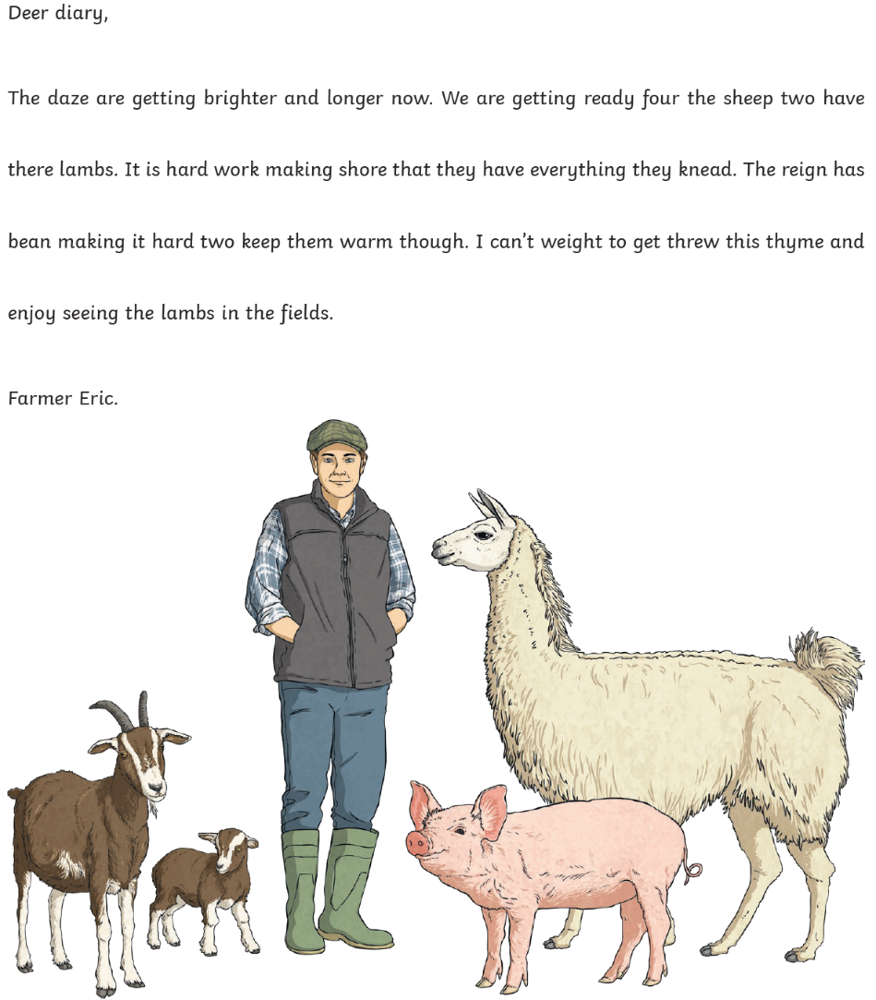 Deer diary,
The daze are getting brighter and longer now. We are getting ready four the sheep two have
there lambs. It is hard work making shore that they have everything they knead. The reign has
bean making it hard two keep them warm though. I can't weight to get threw this thyme and
enjoy seeing the lambs in the fields.
Farmer Eric.